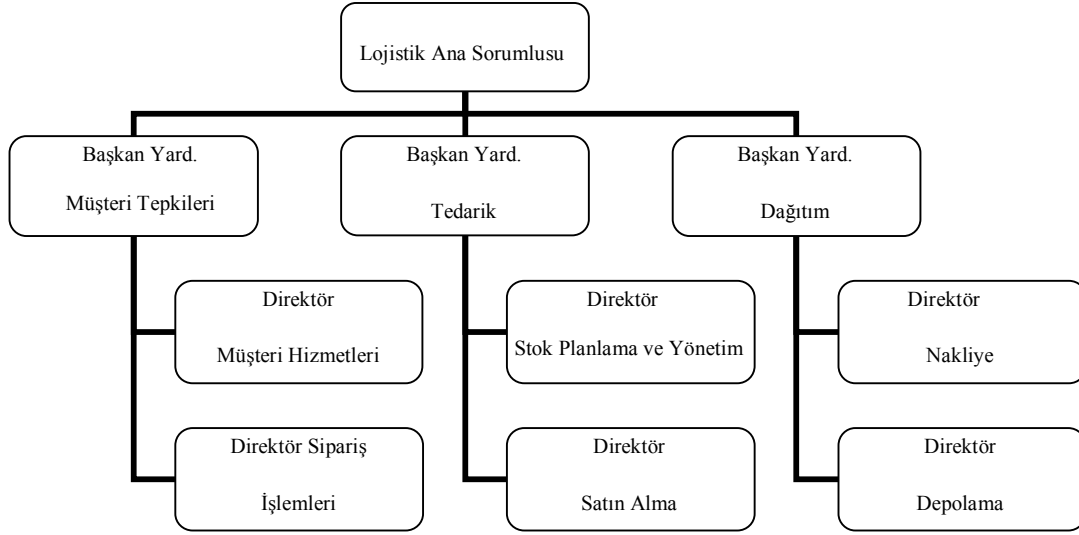 Lojistik Ana Sorumlusu
Başkan Yard.
Müşteri Tepkileri
Başkan Yard.
Tedarik
Başkan Yard.
Dağıtım
Direktör
Müşteri Hizmetleri
Direktör
Stok Planlama ve Yönetim
Direktör
Nakliye
Direktör Sipariş
İşlemleri
Direktör
Satın Alma
Direktör
Depolama